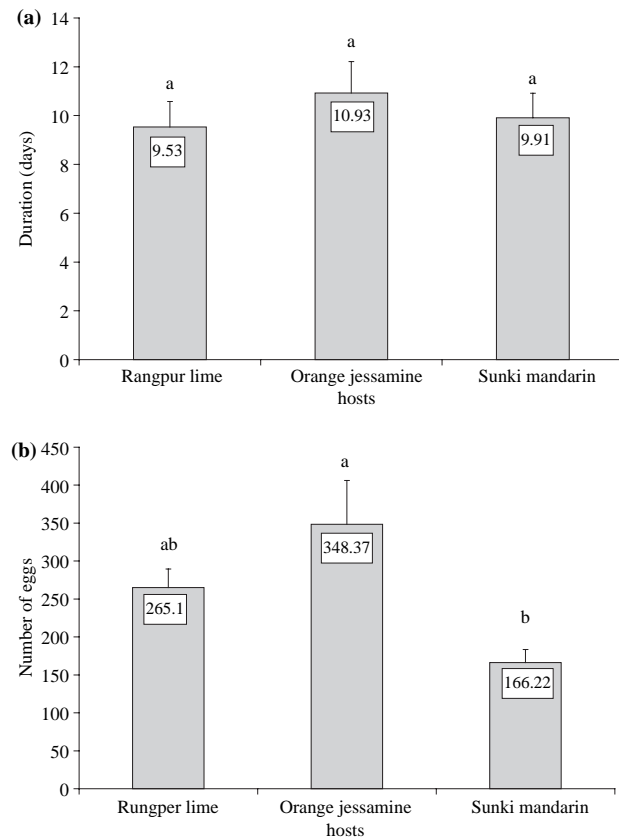 (a)
14
12
10
8
6
4
2
0
Duration (days)
a
a
a
9.53
10.93
9.91
Rangpur lime
Orange jessamine
Sunki mandarin
hosts
(b)
450
400
350
300
250
200
150
100
50
0
Number of eggs
ab
a
b
265.1
348.37
166.22
Rungper lime
Orange jessamine
Sunki mandarin
hosts